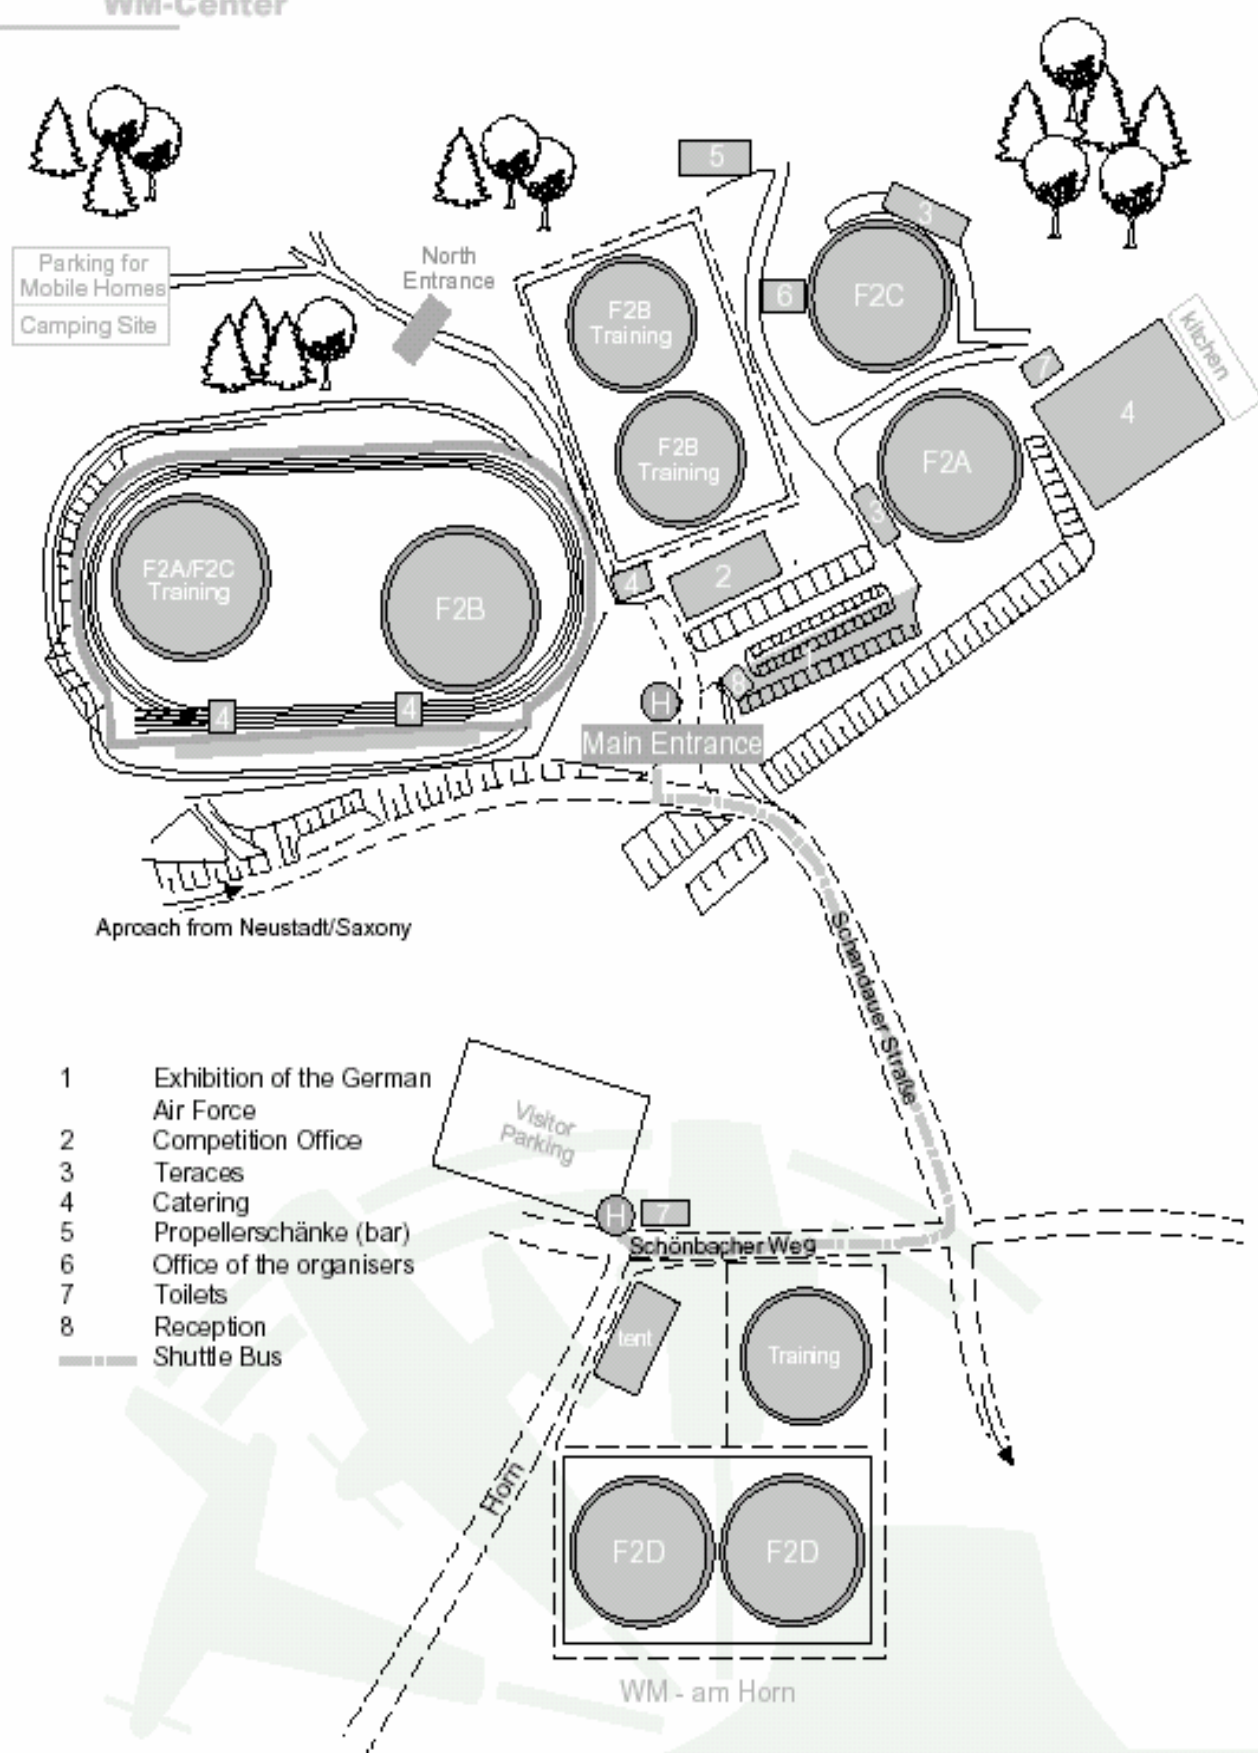 WM-Center
5
3
Parking for
Mobile Homes
Camping Site
North
Entrance
F2B
Training
6
F2C
kitchen
7
4
F2B
Training
F2A
3
F2A/F2C
Training
F2B
4
2
1
8
4
4
H
Main Entrance
Aproach from Neustadt/Saxony
Schandauer Straße
1 Exhibition of the German
Air Force
2 Competition Office
3 Teraces
4 Catering
5 Propellerschänke (bar)
6 Office of the organisers
7 Toilets
8 Reception
Shuttle Bus
Visitor
Parking
H
7
Schönbacher Weg
tent
Training
Horn
F2D
F2D
WM - am Horn